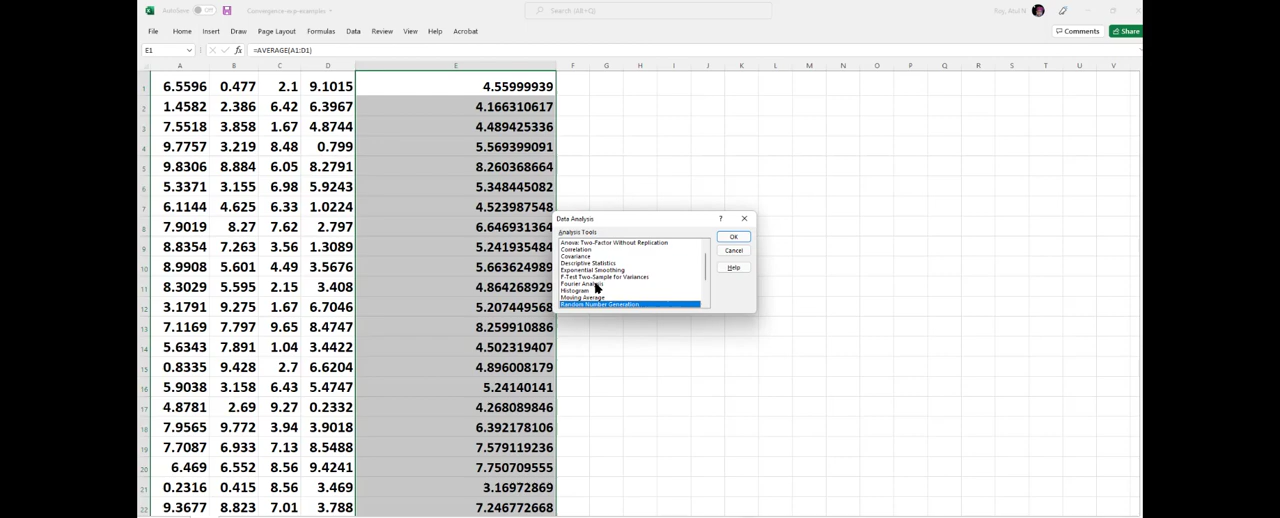 AutoSave Off Convergence-exp-examples Search (Alt+Q) Roy, Atul N
File Home Insert Draw Page Layout Formulas Data Review View Help Acrobat Comments Share
E1 fx =AVERAGE(A1:D1)
A B C D E F G H I J K L M N O P Q R S T U V
1 6.5596 0.477 2.1 9.1015 4.55999939
2 1.4582 2.386 6.42 6.3967 4.166310617
3 7.5518 3.858 1.67 4.8744 4.489425336
4 9.7757 3.219 8.48 0.799 5.569399091
5 9.8306 8.884 6.05 8.2791 8.260368664
6 5.3371 3.155 6.98 5.9243 5.348445082
7 6.1144 4.625 6.33 1.0224 4.523987548
8 7.9019 8.27 7.62 2.797 6.646931364
9 8.8354 7.263 3.56 1.3089 5.241935484
10 8.9908 5.601 4.49 3.5676 5.663624989
11 8.3029 5.595 2.15 3.408 4.864268929
12 3.1791 9.275 1.67 6.7046 5.207449568
13 7.1169 7.797 9.65 8.4747 8.259910886
14 5.6343 7.891 1.04 3.4422 4.502319407
15 0.8335 9.428 2.7 6.6204 4.896008179
16 5.9038 3.158 6.43 5.4747 5.24140141
17 4.8781 2.69 9.27 0.2332 4.268089846
18 7.9565 9.772 3.94 3.9018 6.392178106
19 7.7087 6.933 7.13 8.5488 7.579119236
20 6.469 6.552 8.56 9.4241 7.750709555
21 0.2316 0.415 8.56 3.469 3.16972869
22 9.3677 8.823 7.01 3.788 7.246772668
Data Analysis ?
Analysis Tools
Anova: Two-Factor Without Replication
Correlation
Covariance
Descriptive Statistics
Exponential Smoothing
F-Test Two-Sample for Variances
Fourier Analysis
Histogram
Moving Average
Random Number Generation
OK
Cancel
Help